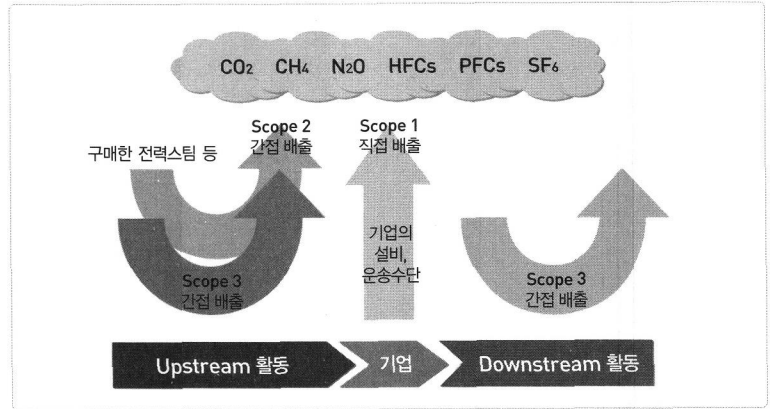 CO₂ CH₄ N₂O HFCs PFCs SF₆
Scope 2
간접 배출
Scope 1
직접 배출
구매한 전력스팀 등
기업의
설비,
운송수단
Scope 3
간접 배출
Scope 3
간접 배출
Upstream 활동
기업
Downstream 활동